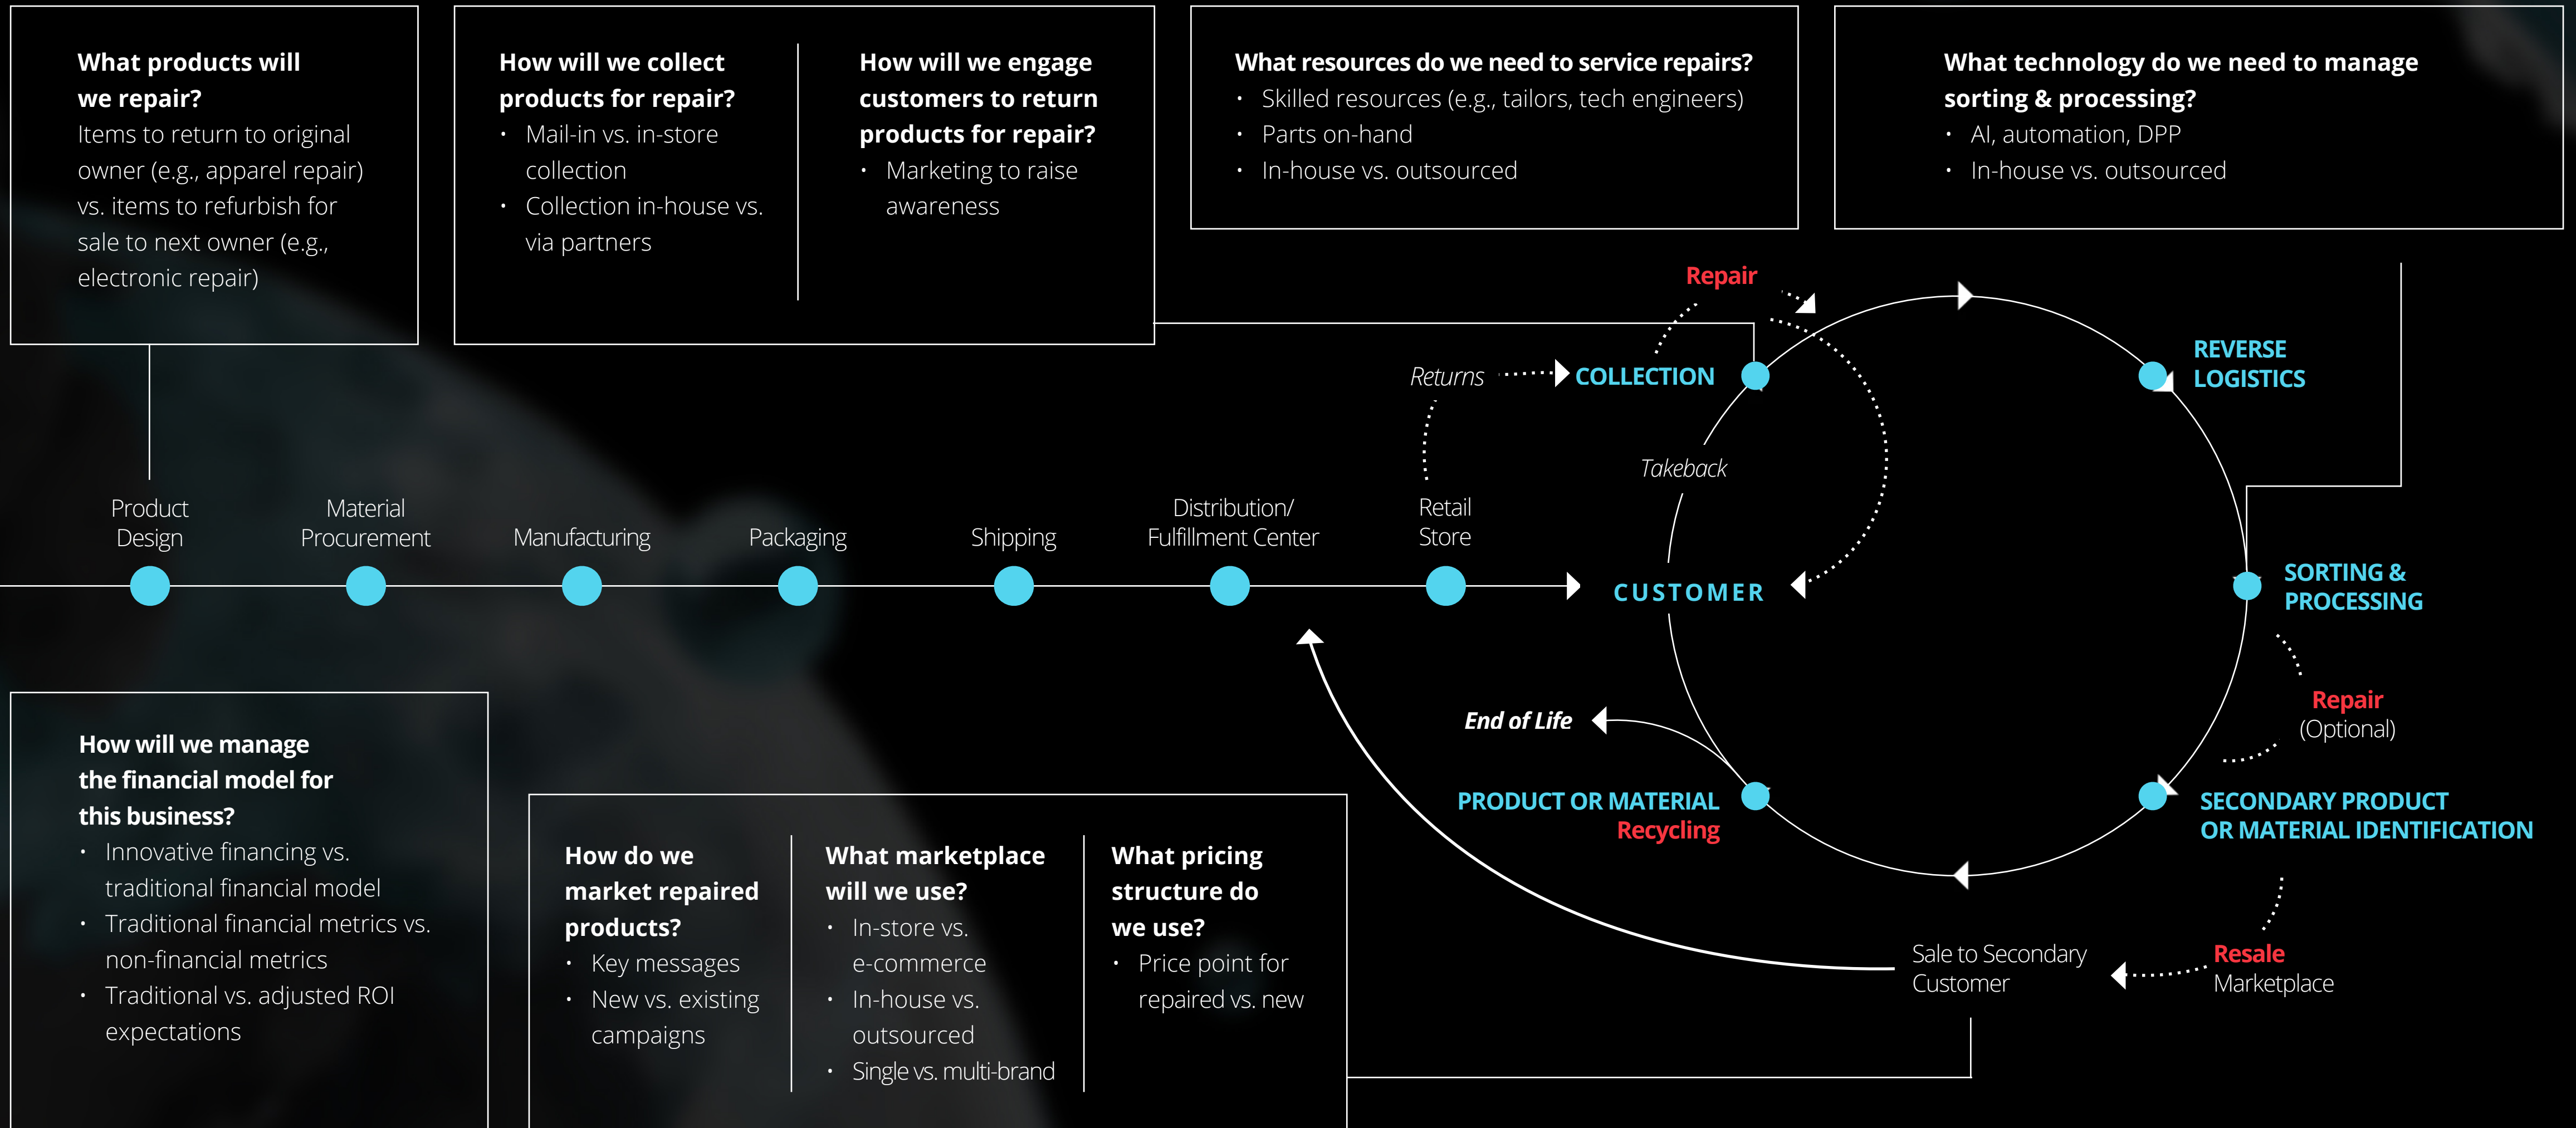 What products will
we repair?
Items to return to original
owner (e.g., apparel repair)
vs. items to refurbish for
sale to next owner (e.g.,
electronic repair)
How will we collect
products for repair?
• Mail-in vs. in-store
collection
• Collection in-house vs.
via partners
How will we engage
customers to return
products for repair?
• Marketing to raise
awareness
What resources do we need to service repairs?
• Skilled resources (e.g., tailors, tech engineers)
• Parts on-hand
• In-house vs. outsourced
What technology do we need to manage
sorting & processing?
• AI, automation, DPP
• In-house vs. outsourced
Repair
Returns
COLLECTION
REVERSE
LOGISTICS
Takeback
Product
Design
Material
Procurement
Manufacturing
Packaging
Shipping
Distribution/
Fulfillment Center
Retail
Store
CUSTOMER
SORTING &
PROCESSING
Repair
(Optional)
End of Life
PRODUCT OR MATERIAL
Recycling
SECONDARY PRODUCT
OR MATERIAL IDENTIFICATION
Sale to Secondary
Customer
Resale
Marketplace
How will we manage
the financial model for
this business?
• Innovative financing vs.
traditional financial model
• Traditional financial metrics vs.
non-financial metrics
• Traditional vs. adjusted ROI
expectations
How do we
market repaired
products?
• Key messages
• New vs. existing
campaigns
What marketplace
will we use?
• In-store vs.
e-commerce
• In-house vs.
outsourced
• Single vs. multi-brand
What pricing
structure do
we use?
• Price point for
repaired vs. new